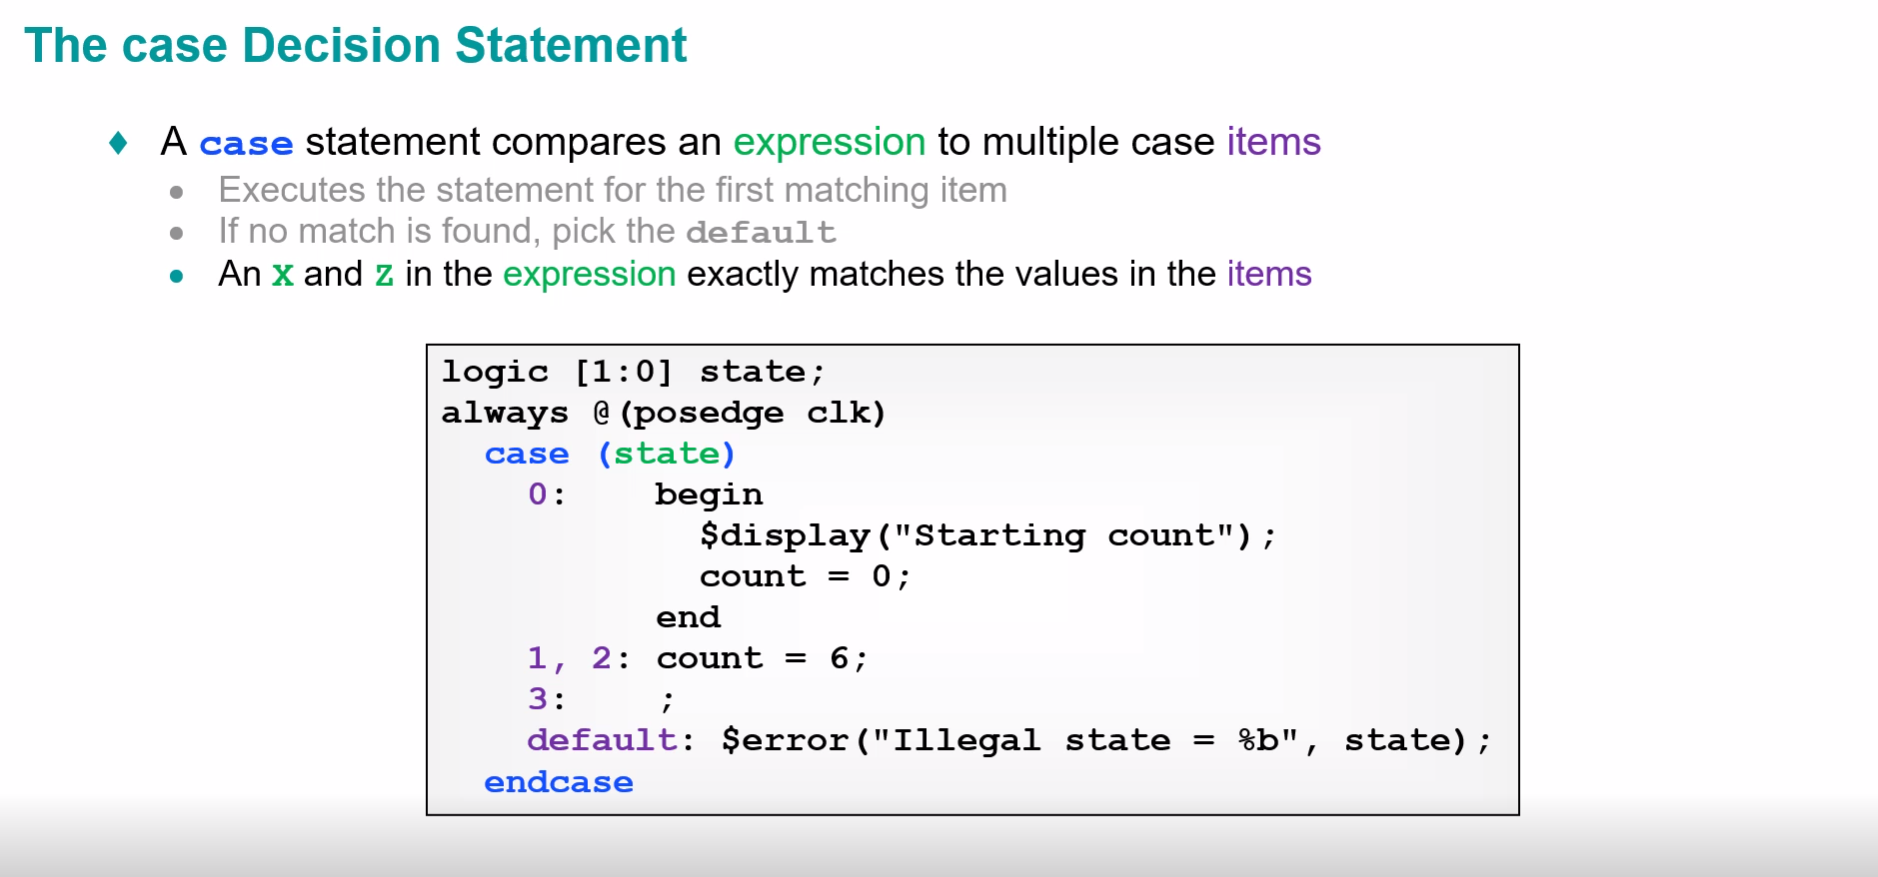 The case Decision Statement
A case statement compares an expression to multiple case items
Executes the statement for the first matching item
If no match is found, pick the default
An X and Z in the expression exactly matches the values in the items
logic [1:0] state;
always @(posedge clk)
case (state)
0: begin
$display("Starting count");
count = 0;
end
1, 2: count = 6;
3: ;
default: $error("Illegal state = %b", state);
endcase